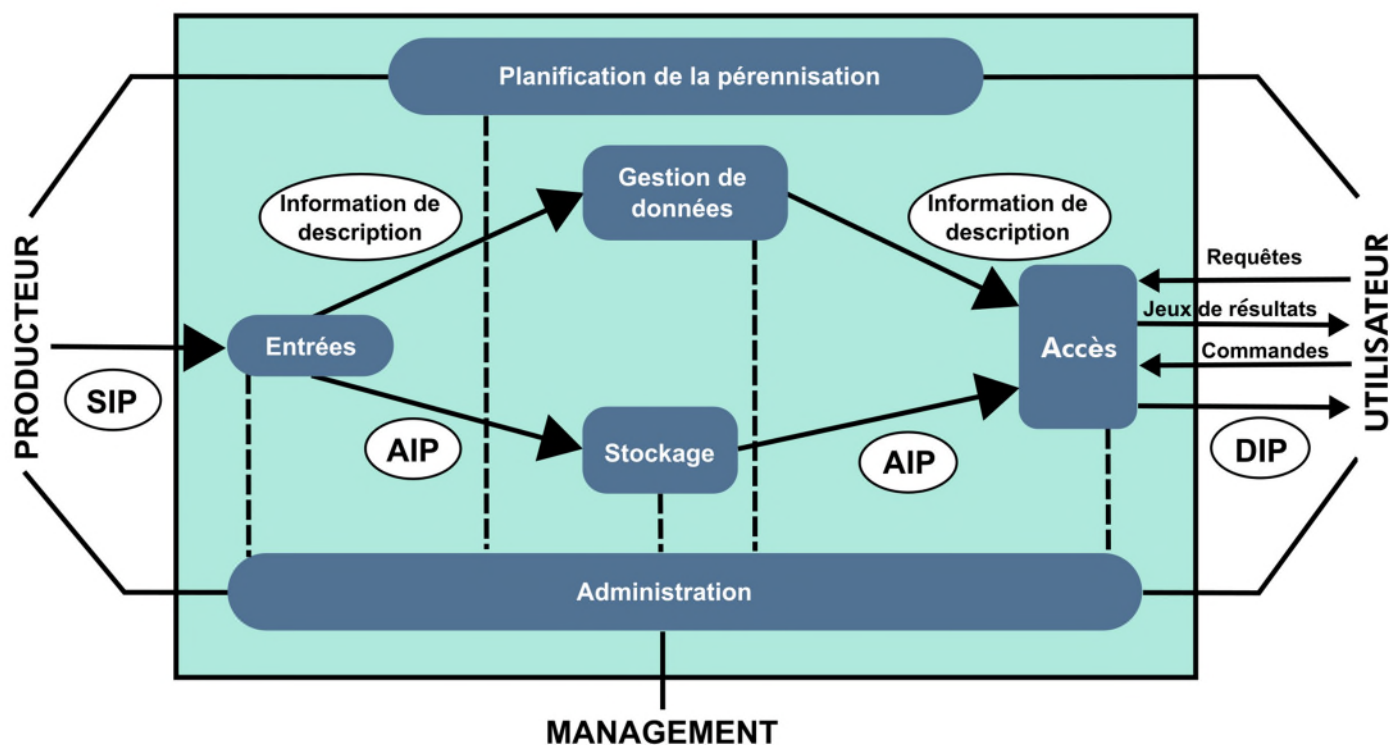 Planification de la pérennisation
Gestion de
données
Information de
description
Information de
description
PRODUCTEUR
UTILISATEUR
Requêtes
Jeux de résultats
Entrées
Accès
Commandes
SIP
AIP
Stockage
AIP
DIP
Administration
MANAGEMENT